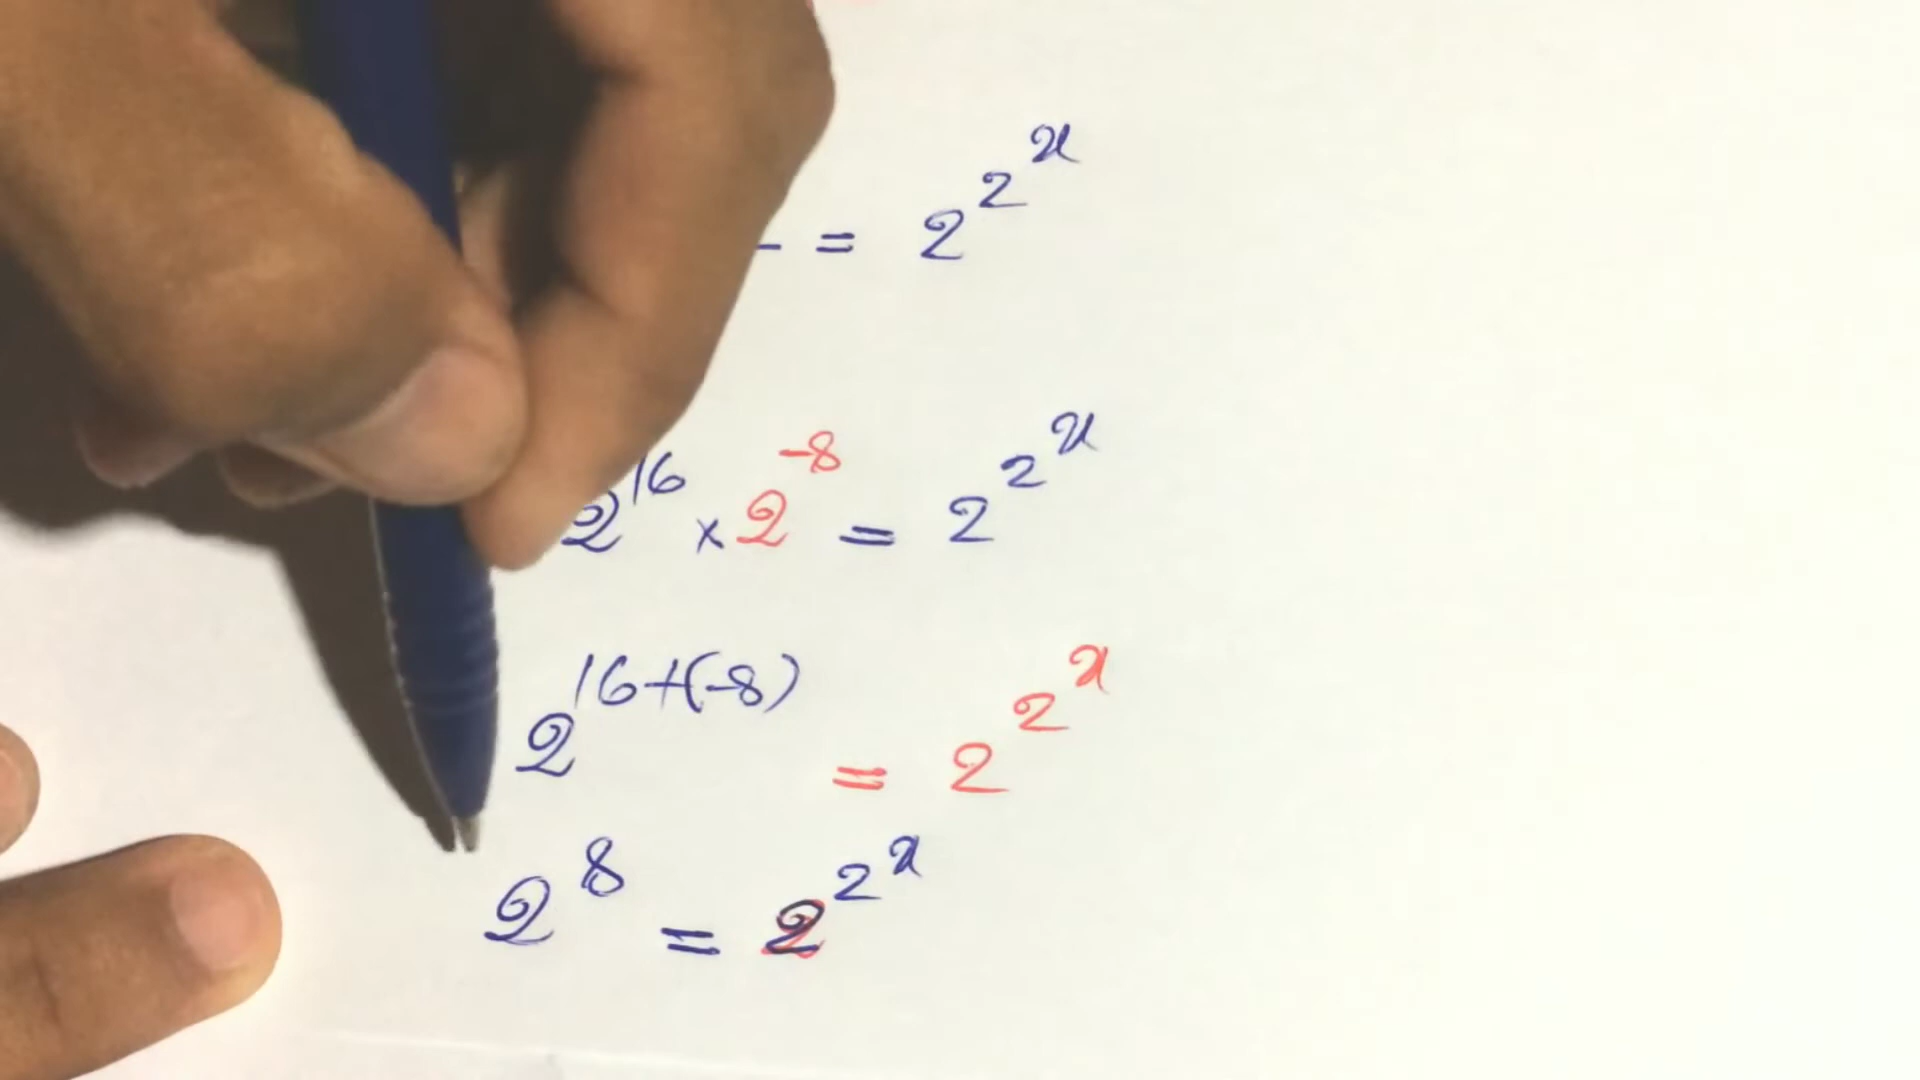 - = 2^2^x
2^16 × 2^-8 = 2^2^x
2^16+(-8) = 2^2^x
2^8 = 2^2^x